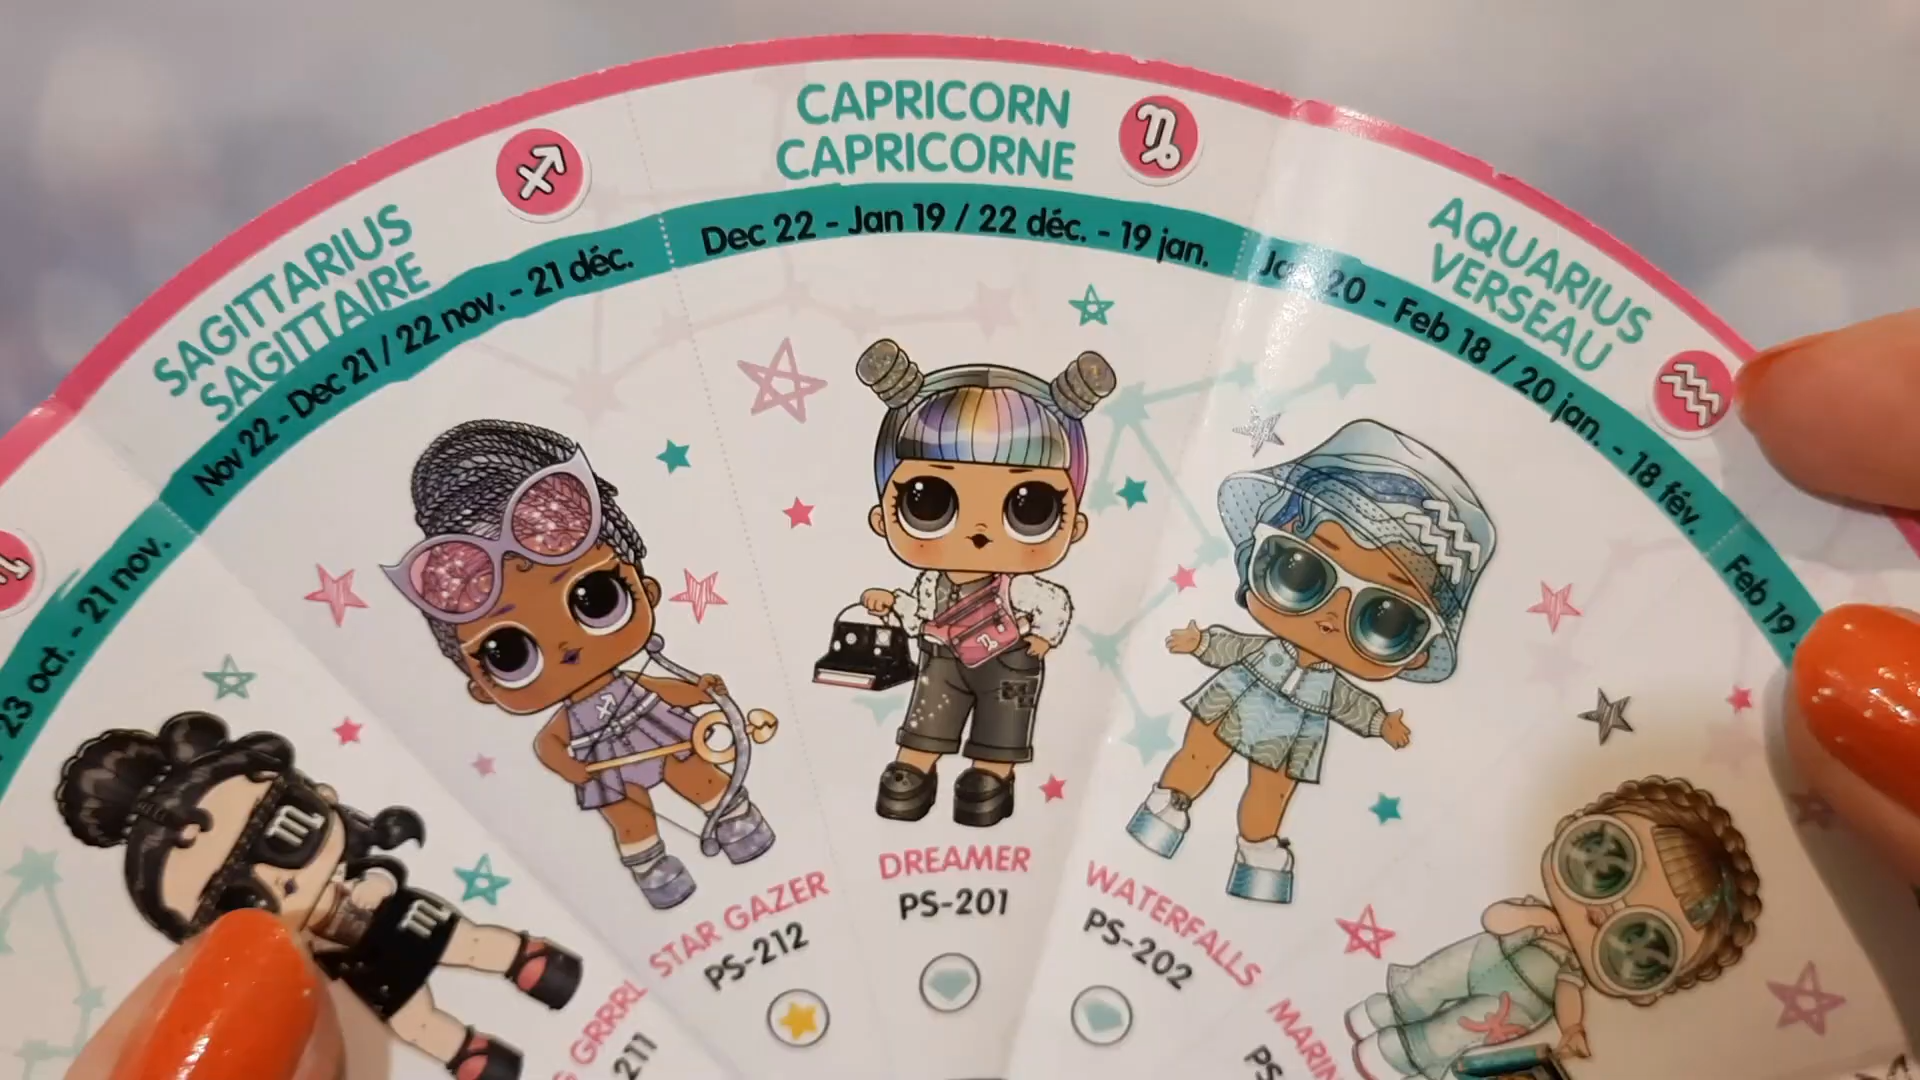 SAGITTARIUS
SAGITTAIRE
Nov 22 - Dec 21 / 22 nov. - 21 déc.
CAPRICORN
CAPRICORNE
Dec 22 - Jan 19 / 22 déc. - 19 jan.
AQUARIUS
VERSEAU
Jan 20 - Feb 18 / 20 jan. - 18 fév.
23 oct. - 21 nov.
Feb 19 -
GRRRL
211
STAR GAZER
PS-212
DREAMER
PS-201
WATERFALLS
PS-202